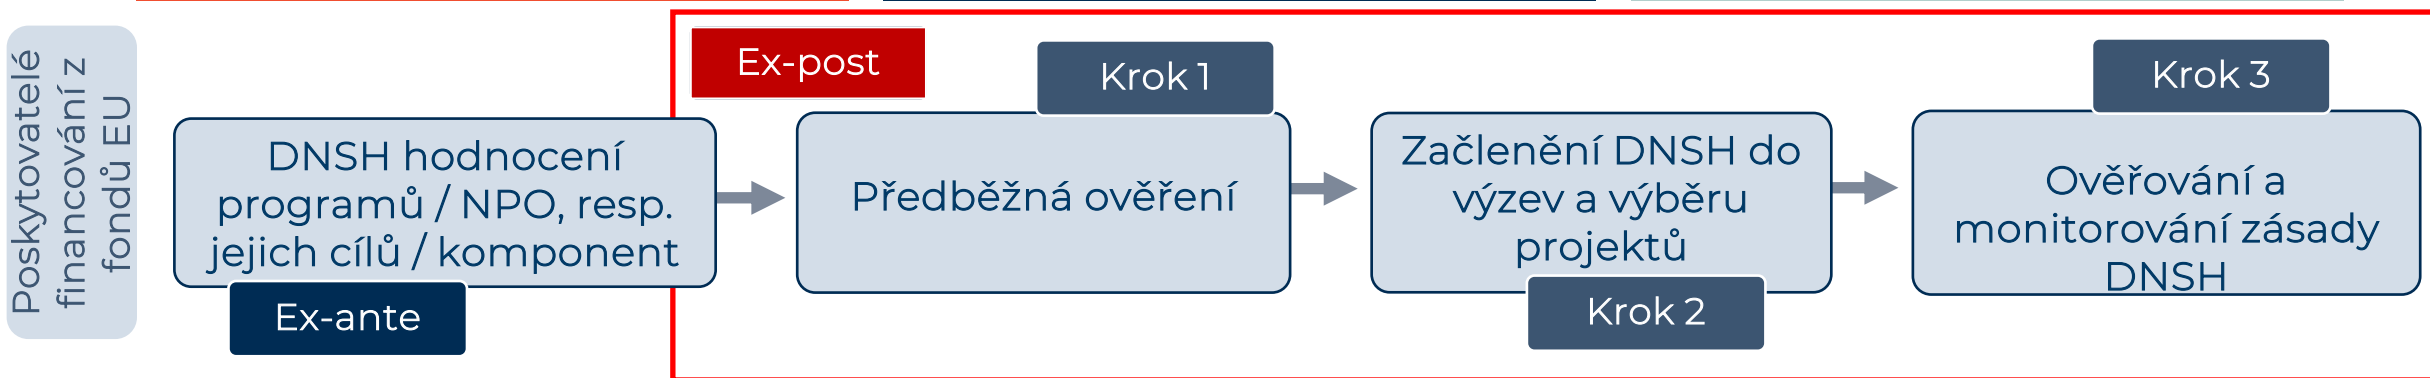 Poskytovatelé
financování z
fondů EU
DNSH hodnocení
programů / NPO, resp.
jejich cílů / komponent
Ex-ante
Ex-post
Krok 1
Předběžná ověření
Začlenění DNSH do
výzev a výběru
projektů
Krok 2
Krok 3
Ověřování a
monitorování zásady
DNSH